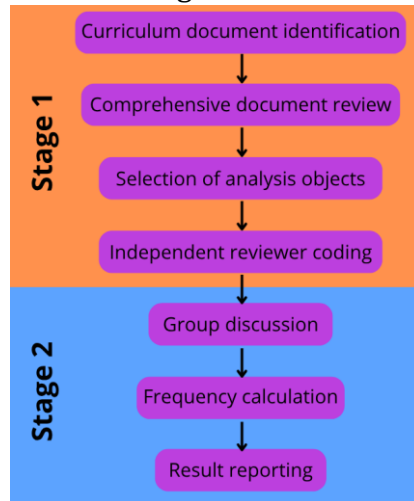 Stage 1
Curriculum document identification
Comprehensive document review
Selection of analysis objects
Independent reviewer coding
Stage 2
Group discussion
Frequency calculation
Result reporting